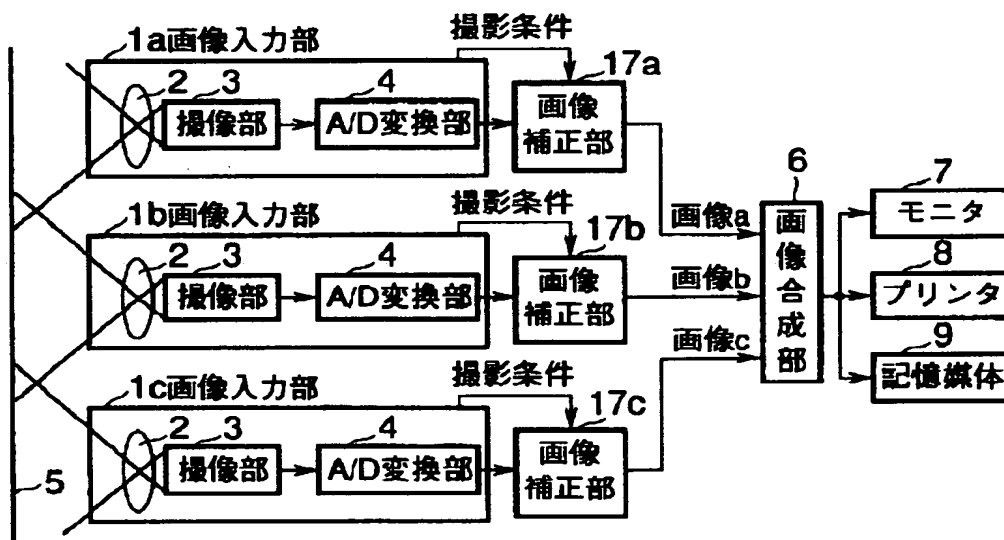 1a画像入力部
撮影条件
17a
2
3
4
撮像部
A/D変換部
画像
補正部
1b画像入力部
撮影条件
17b
2
3
4
撮像部
A/D変換部
画像
補正部
1c画像入力部
撮影条件
17c
2
3
4
撮像部
A/D変換部
画像
補正部
5
画像a
画像b
画像c
6
画像合成部
7
モニタ
8
プリンタ
9
記憶媒体